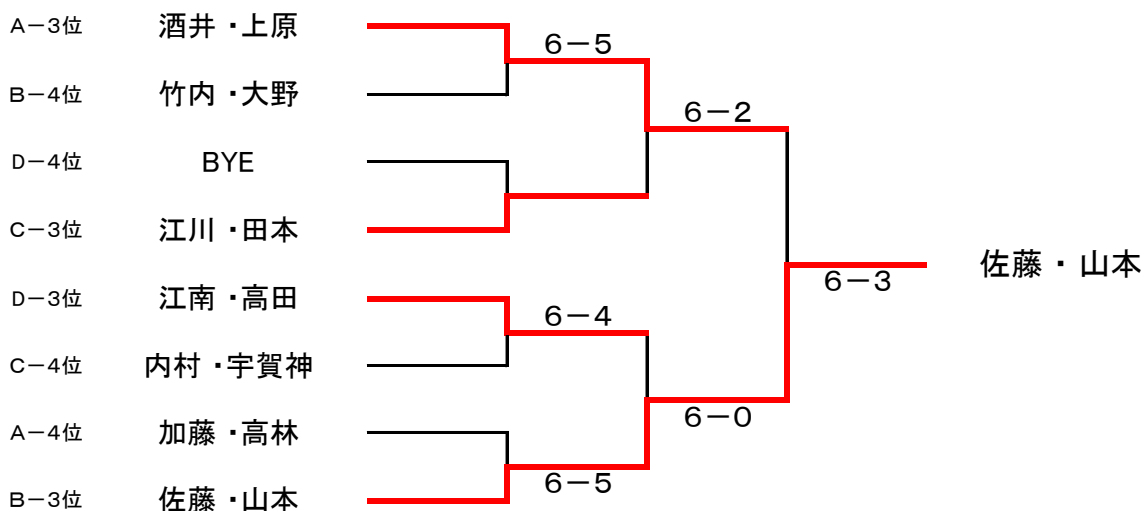 A－3位 酒井・上原
6－5
B－4位 竹内・大野
6－2
D－4位 BYE
C－3位 江川・田本
佐藤・山本
6－3
D－3位 江南・高田
6－4
C－4位 内村・宇賀神
6－0
A－4位 加藤・高林
6－5
B－3位 佐藤・山本